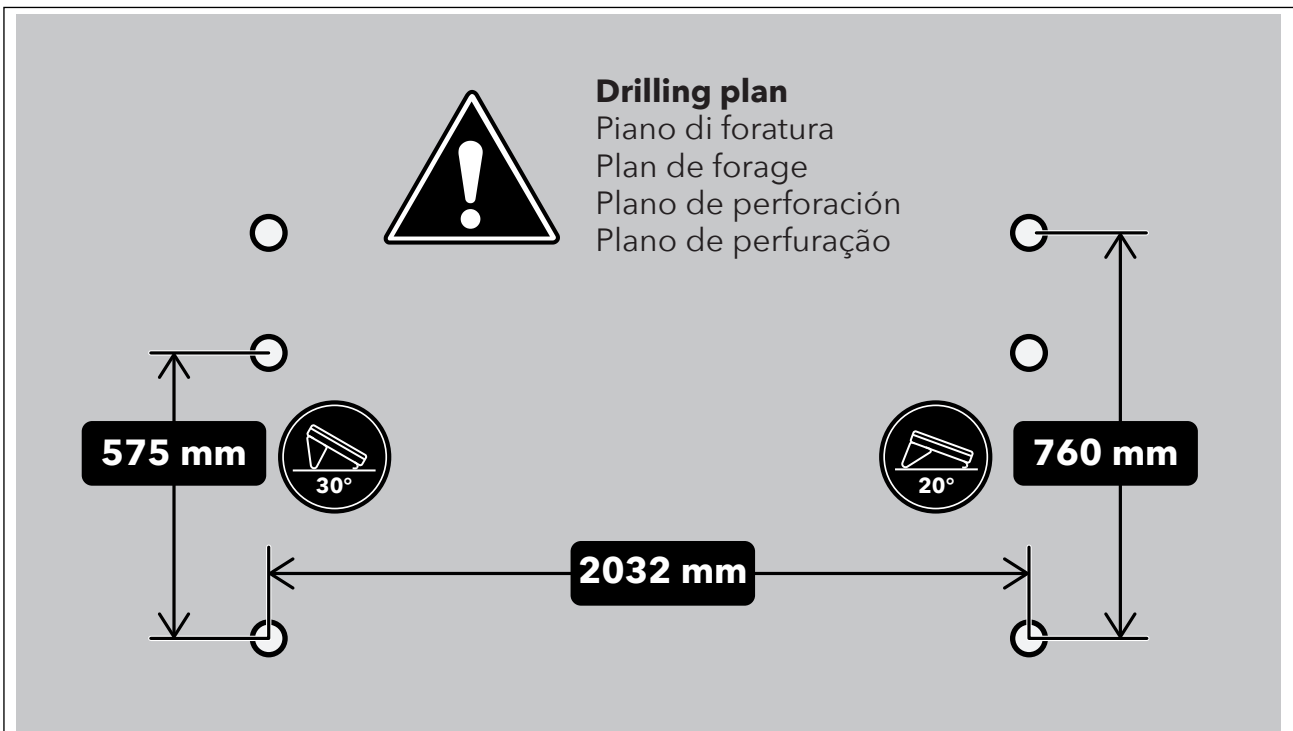 Drilling plan
Piano di foratura
Plan de forage
Plano de perforación
Plano de perfuração
575 mm
30°
20°
760 mm
2032 mm